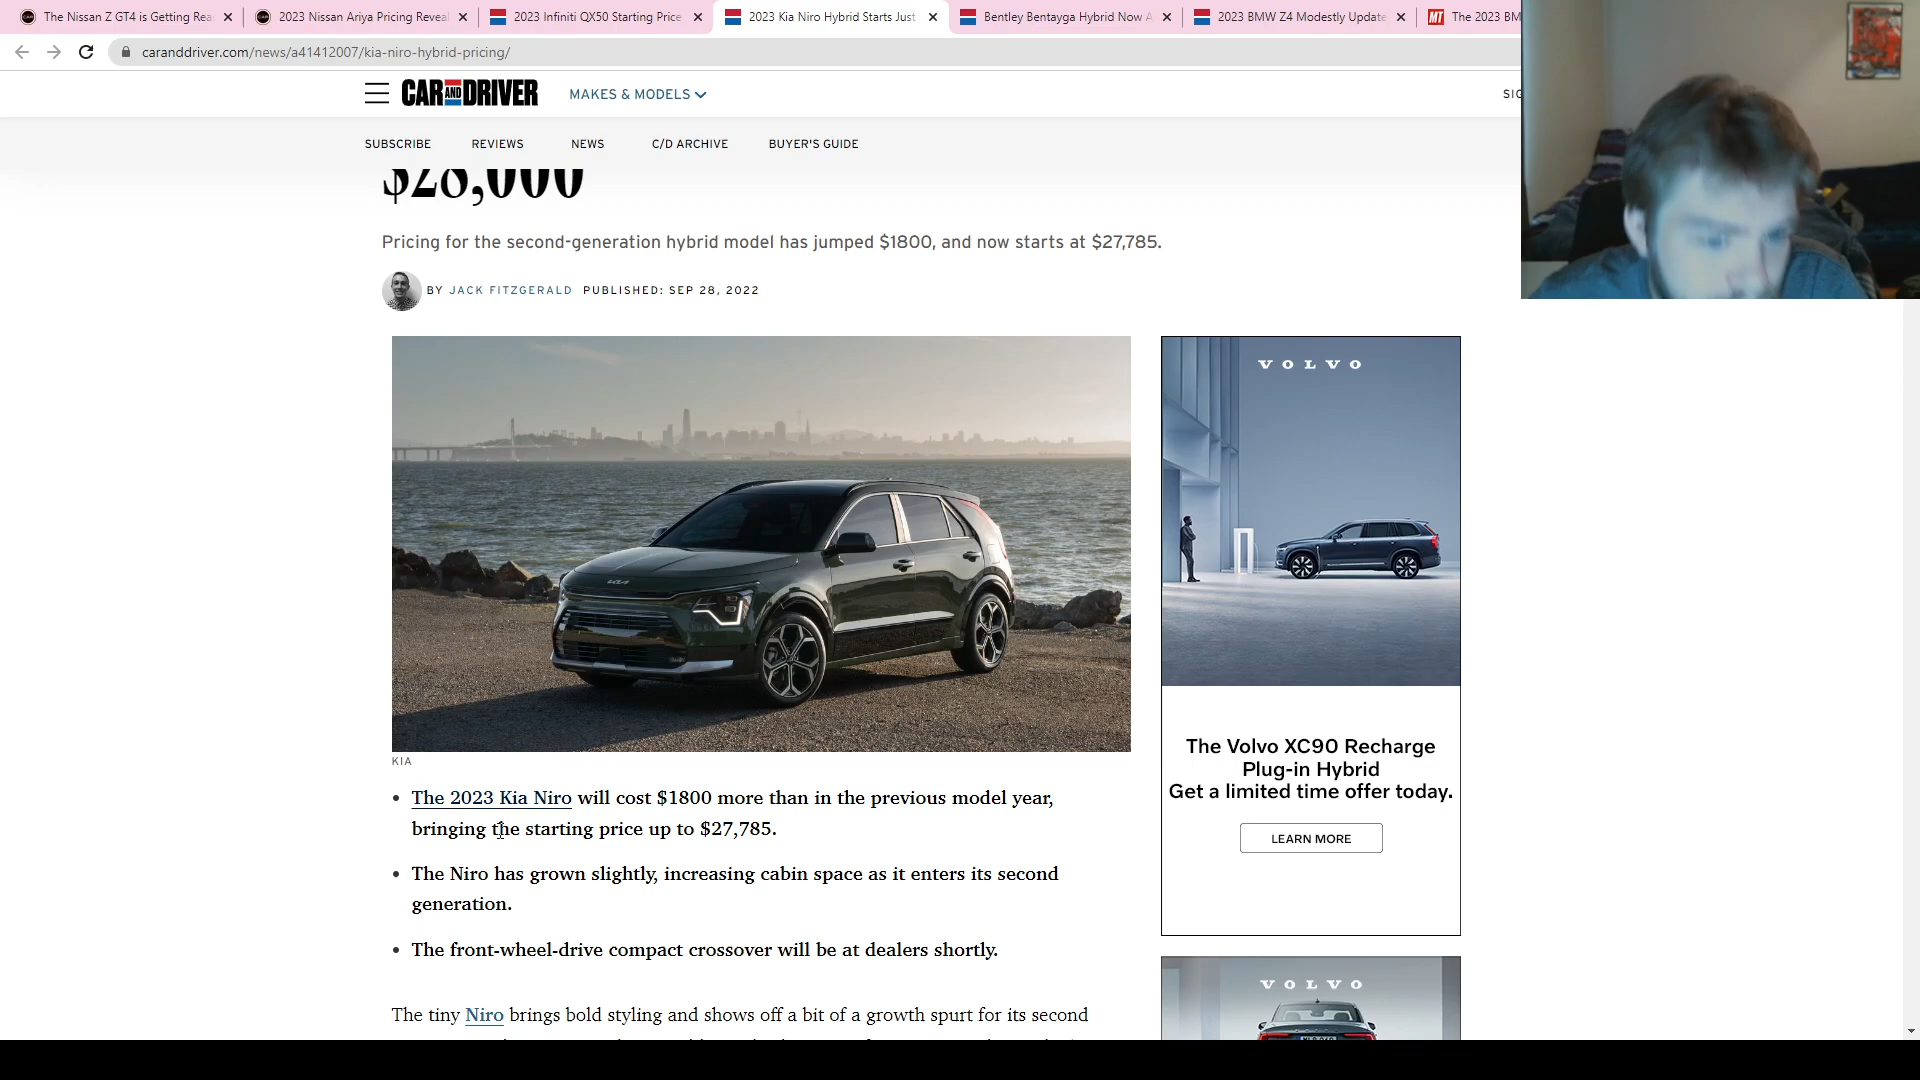 The Nissan Z GT4 is Getting Rea
2023 Nissan Ariya Pricing Reveal
2023 Infiniti QX50 Starting Price
2023 Kia Niro Hybrid Starts Just
Bentley Bentayga Hybrid Now A
2023 BMW Z4 Modestly Update
MT The 2023 BM
caranddriver.com/news/a41412007/kia-niro-hybrid-pricing/
CAR AND DRIVER MAKES & MODELS SIG
SUBSCRIBE REVIEWS NEWS C/D ARCHIVE BUYER'S GUIDE
$28,000
Pricing for the second-generation hybrid model has jumped $1800, and now starts at $27,785.
BY JACK FITZGERALD PUBLISHED: SEP 28, 2022
KIA
• The 2023 Kia Niro will cost $1800 more than in the previous model year,
bringing the starting price up to $27,785.
• The Niro has grown slightly, increasing cabin space as it enters its second
generation.
• The front-wheel-drive compact crossover will be at dealers shortly.
The tiny Niro brings bold styling and shows off a bit of a growth spurt for its second
VOLVO
The Volvo XC90 Recharge
Plug-in Hybrid
Get a limited time offer today.
LEARN MORE
VOLVO